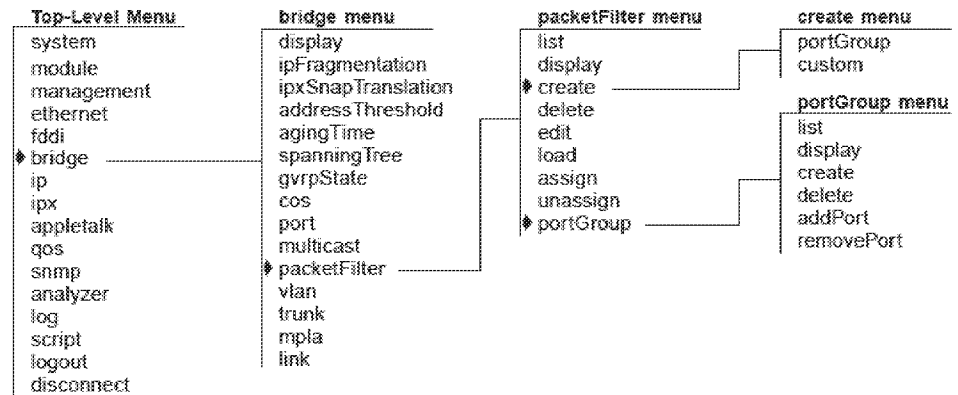 Top-Level Menu
system
module
management
ethernet
fddi
bridge
ip
ipx
appletalk
qos
snmp
analyzer
log
script
logout
disconnect
bridge menu
display
ipFragmentation
ipxSnapTranslation
addressThreshold
agingTime
spanningTree
gvrpState
cos
port
multicast
packetFilter
vlan
trunk
mpla
link
packetFilter menu
list
display
create
delete
edit
load
assign
unassign
portGroup
create menu
portGroup
custom
portGroup menu
list
display
create
delete
addPort
removePort